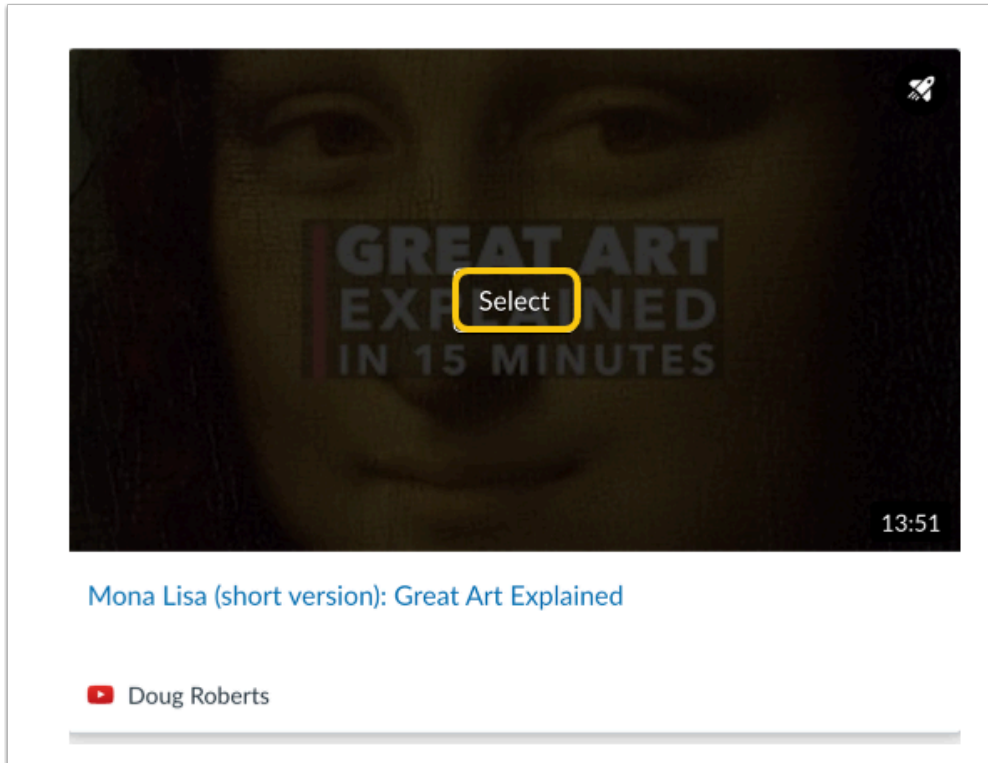 GREAT ART
EXPLAINED
Select
IN 15 MINUTES
13:51
Mona Lisa (short version): Great Art Explained
Doug Roberts